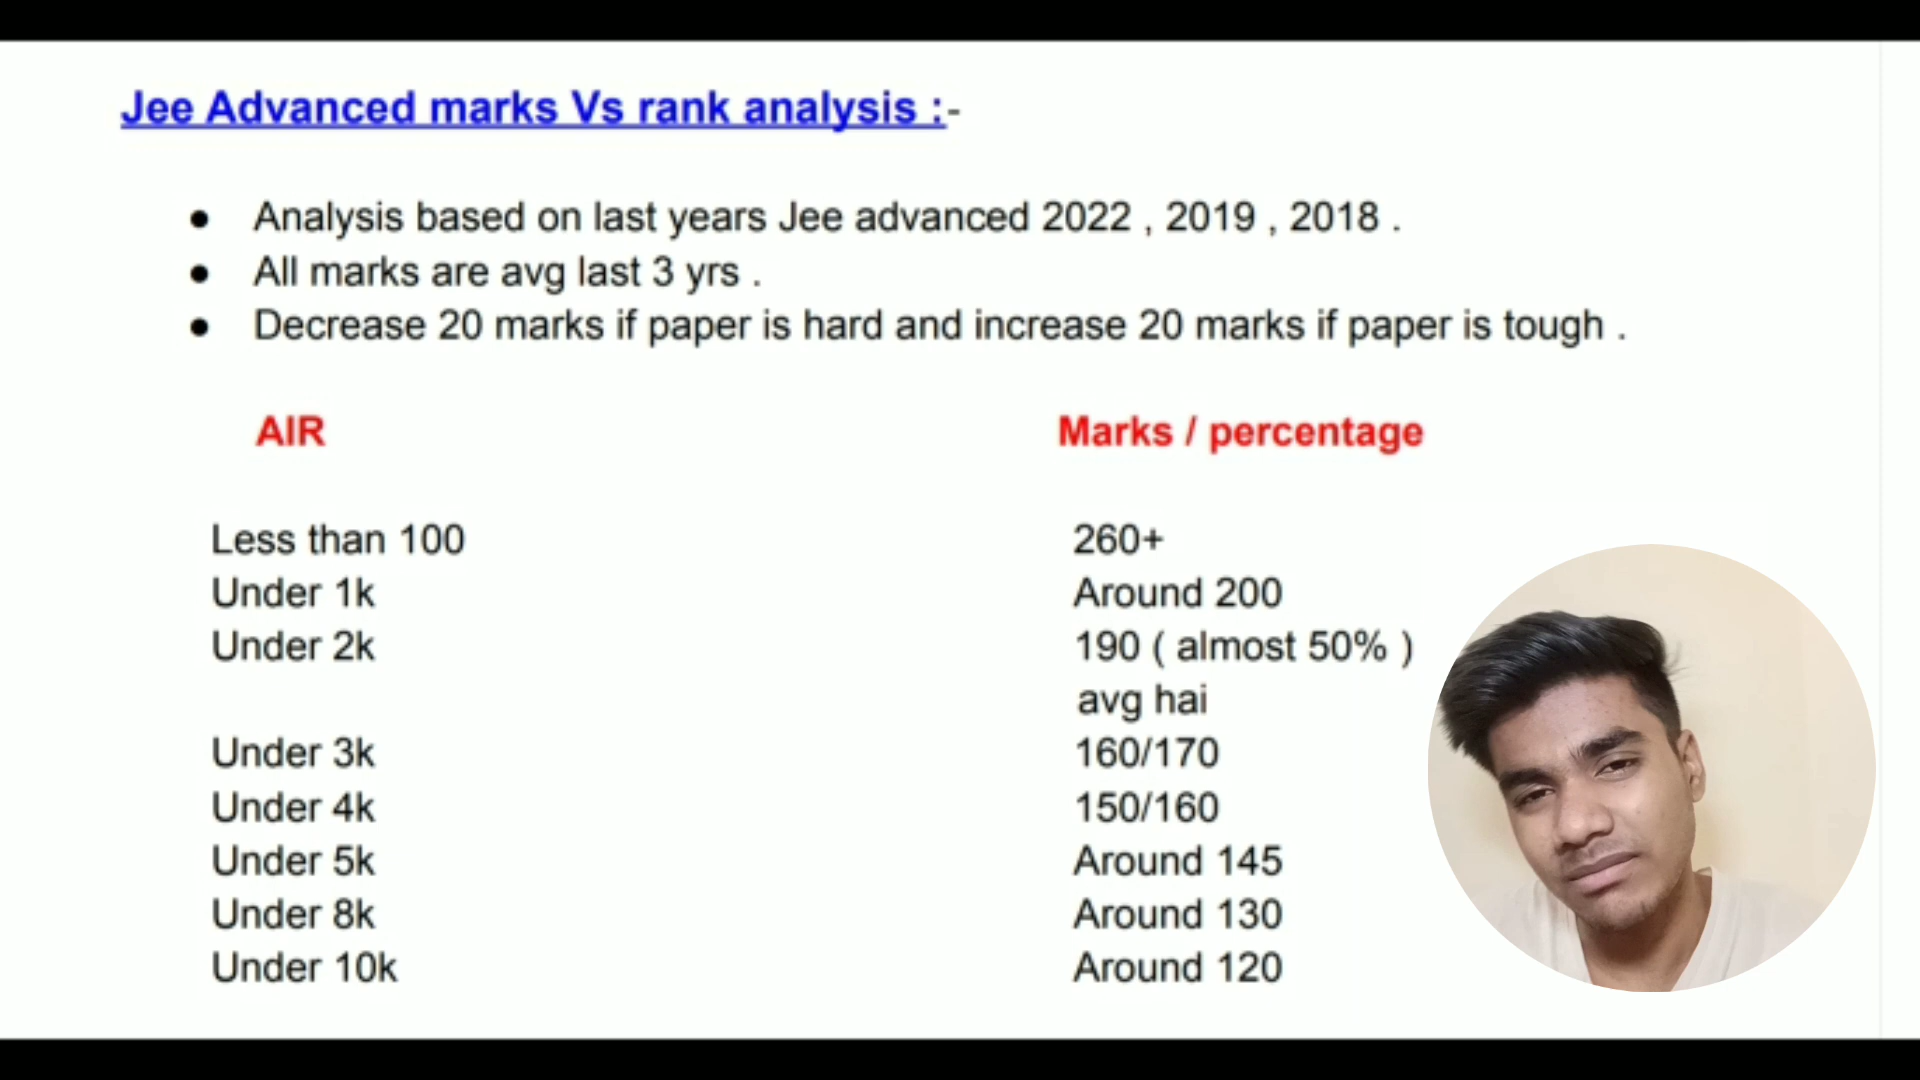 Jee Advanced marks Vs rank analysis :-
● Analysis based on last years Jee advanced 2022 , 2019 , 2018 .
● All marks are avg last 3 yrs .
● Decrease 20 marks if paper is hard and increase 20 marks if paper is tough .
AIR Marks / percentage
Less than 100 260+
Under 1k Around 200
Under 2k 190 ( almost 50% )
avg hai
Under 3k 160/170
Under 4k 150/160
Under 5k Around 145
Under 8k Around 130
Under 10k Around 120